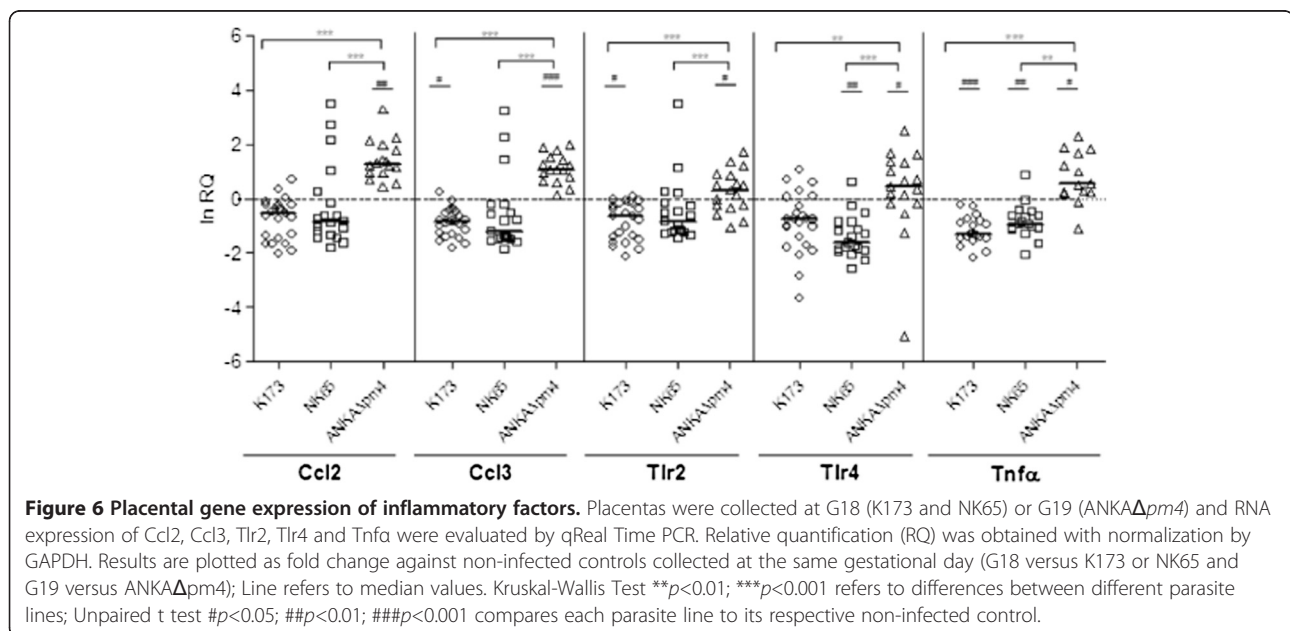 ***
***
***
**
***
***
***
***
***
**
##
#
###
#
#
##
#
###
##
#
6
4
2
0
-2
-4
-6
ln RQ
K173
NK65
ANKAΔpm4
K173
NK65
ANKAΔpm4
K173
NK65
ANKAΔpm4
K173
NK65
ANKAΔpm4
K173
NK65
ANKAΔpm4
Ccl2
Ccl3
Tlr2
Tlr4
Tnfα
Figure 6 Placental gene expression of inflammatory factors. Placentas were collected at G18 (K173 and NK65) or G19 (ANKAΔpm4) and RNA
expression of Ccl2, Ccl3, Tlr2, Tlr4 and Tnfα were evaluated by qReal Time PCR. Relative quantification (RQ) was obtained with normalization by
GAPDH. Results are plotted as fold change against non-infected controls collected at the same gestational day (G18 versus K173 or NK65 and
G19 versus ANKAΔpm4); Line refers to median values. Kruskal-Wallis Test **p<0.01; ***p<0.001 refers to differences between different parasite
lines; Unpaired t test #p<0.05; ##p<0.01; ###p<0.001 compares each parasite line to its respective non-infected control.